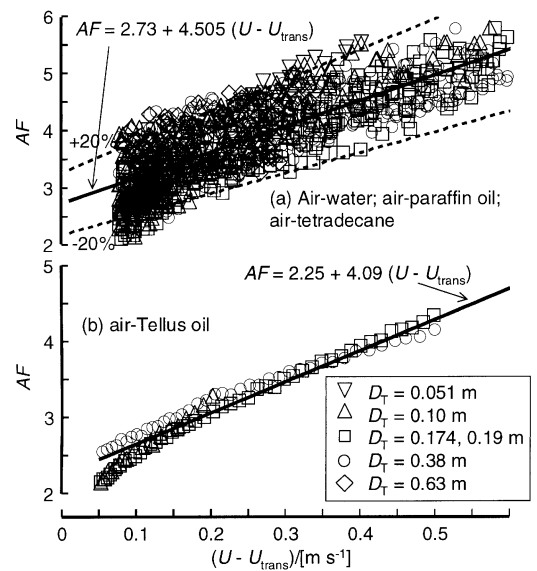 6
AF = 2.73 + 4.505 (U - U_trans)
5
+20%
4
AF
3
(a) Air-water; air-paraffin oil;
air-tetradecane
-20%
2
5
AF = 2.25 + 4.09 (U - U_trans)
(b) air-Tellus oil
4
AF
3
D_T = 0.051 m
D_T = 0.10 m
D_T = 0.174, 0.19 m
D_T = 0.38 m
D_T = 0.63 m
2
0 0.1 0.2 0.3 0.4 0.5
(U - U_trans)/[m s⁻¹]